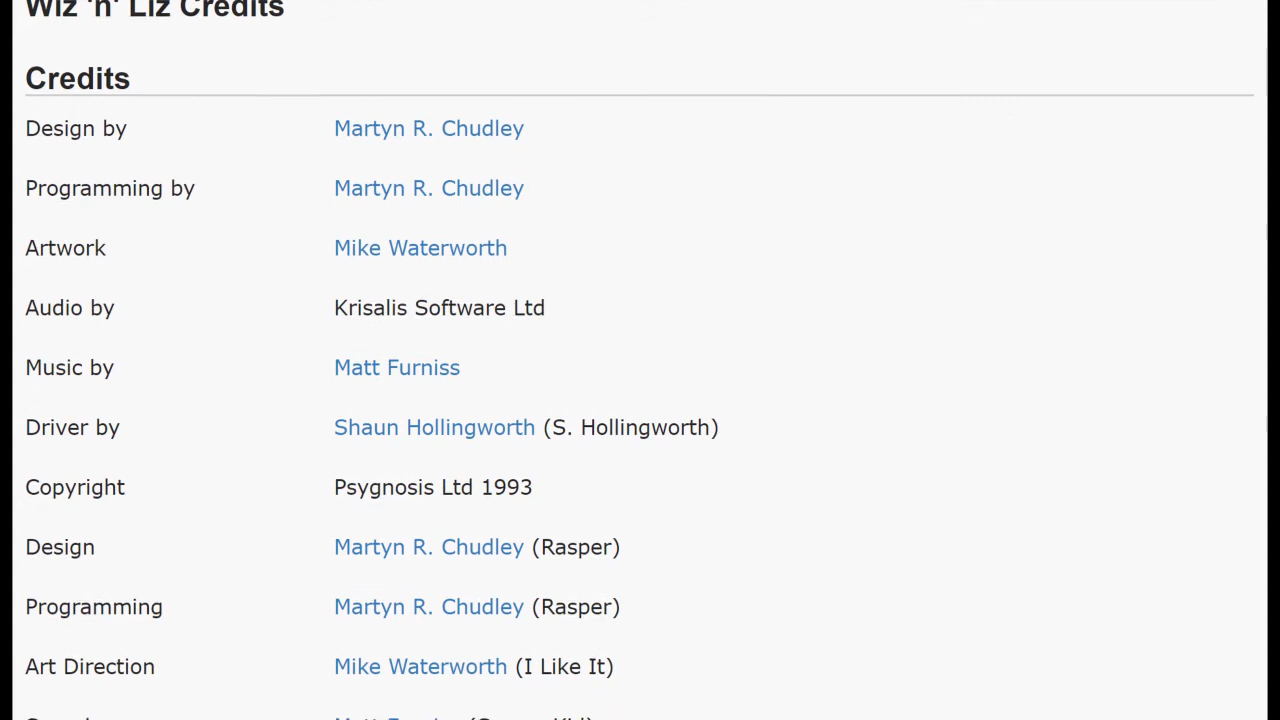 Wiz 'n' Liz Credits
Credits
Design by Martyn R. Chudley
Programming by Martyn R. Chudley
Artwork Mike Waterworth
Audio by Krisalis Software Ltd
Music by Matt Furniss
Driver by Shaun Hollingworth (S. Hollingworth)
Copyright Psygnosis Ltd 1993
Design Martyn R. Chudley (Rasper)
Programming Martyn R. Chudley (Rasper)
Art Direction Mike Waterworth (I Like It)